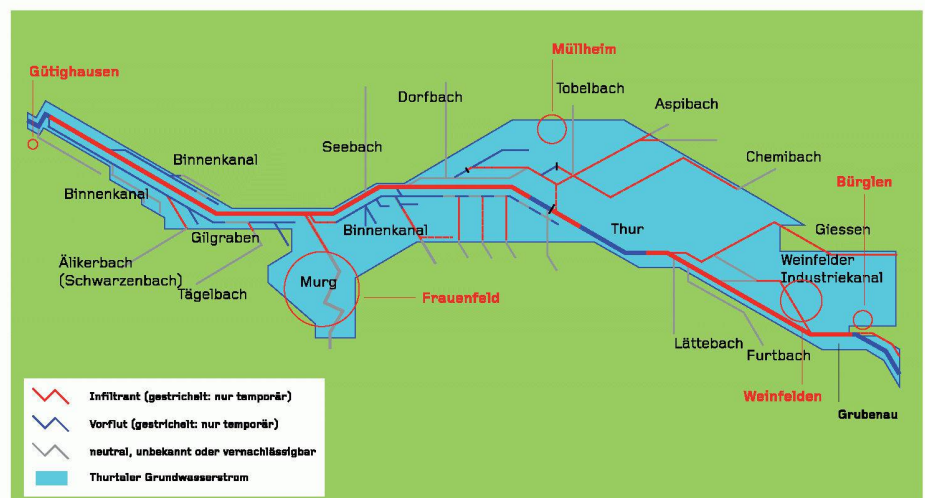 Müllheim
Gütighausen
Tobelbach
Dorfbach
Aspibach
Seebach
Binnenkanal
Chemibach
Bürglen
Binnenkanal
Binnenkanal
Thur
Giessen
Gilgraben
Weinfelder
Industriekanal
Älikerbach
(Schwarzenbach)
Murg
Tägelbach
Frauenfeld
Lättebach
Furtbach
Weinfelden
Grubenau
Infiltrant (gestrichelt: nur temporär)
Vorflut (gestrichelt: nur temporär)
neutral, unbekannt oder vernachlässigbar
Thurtaler Grundwasserstrom